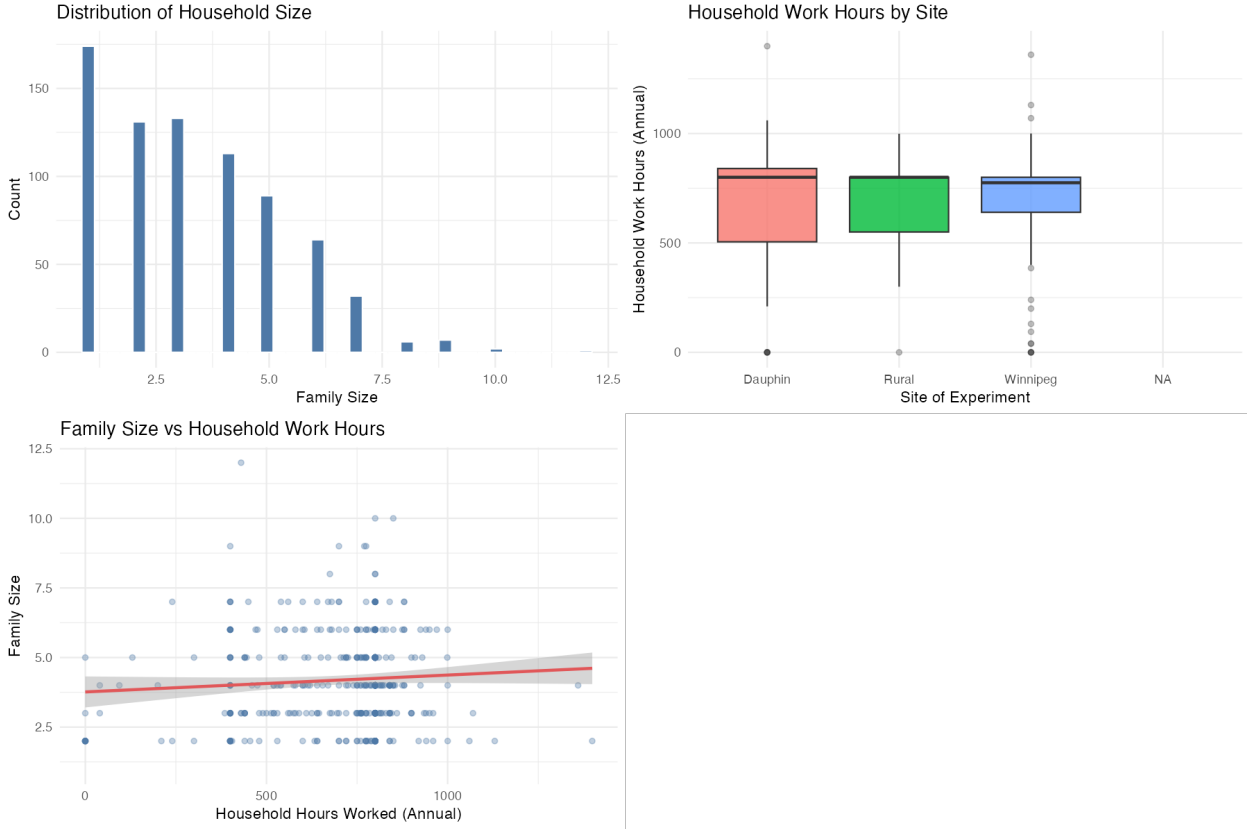 Distribution of Household Size
Count
150
100
50
0
2.5
5.0
7.5
10.0
12.5
Family Size
Household Work Hours by Site
Household Work Hours (Annual)
1000
500
0
Dauphin
Rural
Winnipeg
NA
Site of Experiment
Family Size vs Household Work Hours
Family Size
12.5
10.0
7.5
5.0
2.5
0
500
1000
Household Hours Worked (Annual)